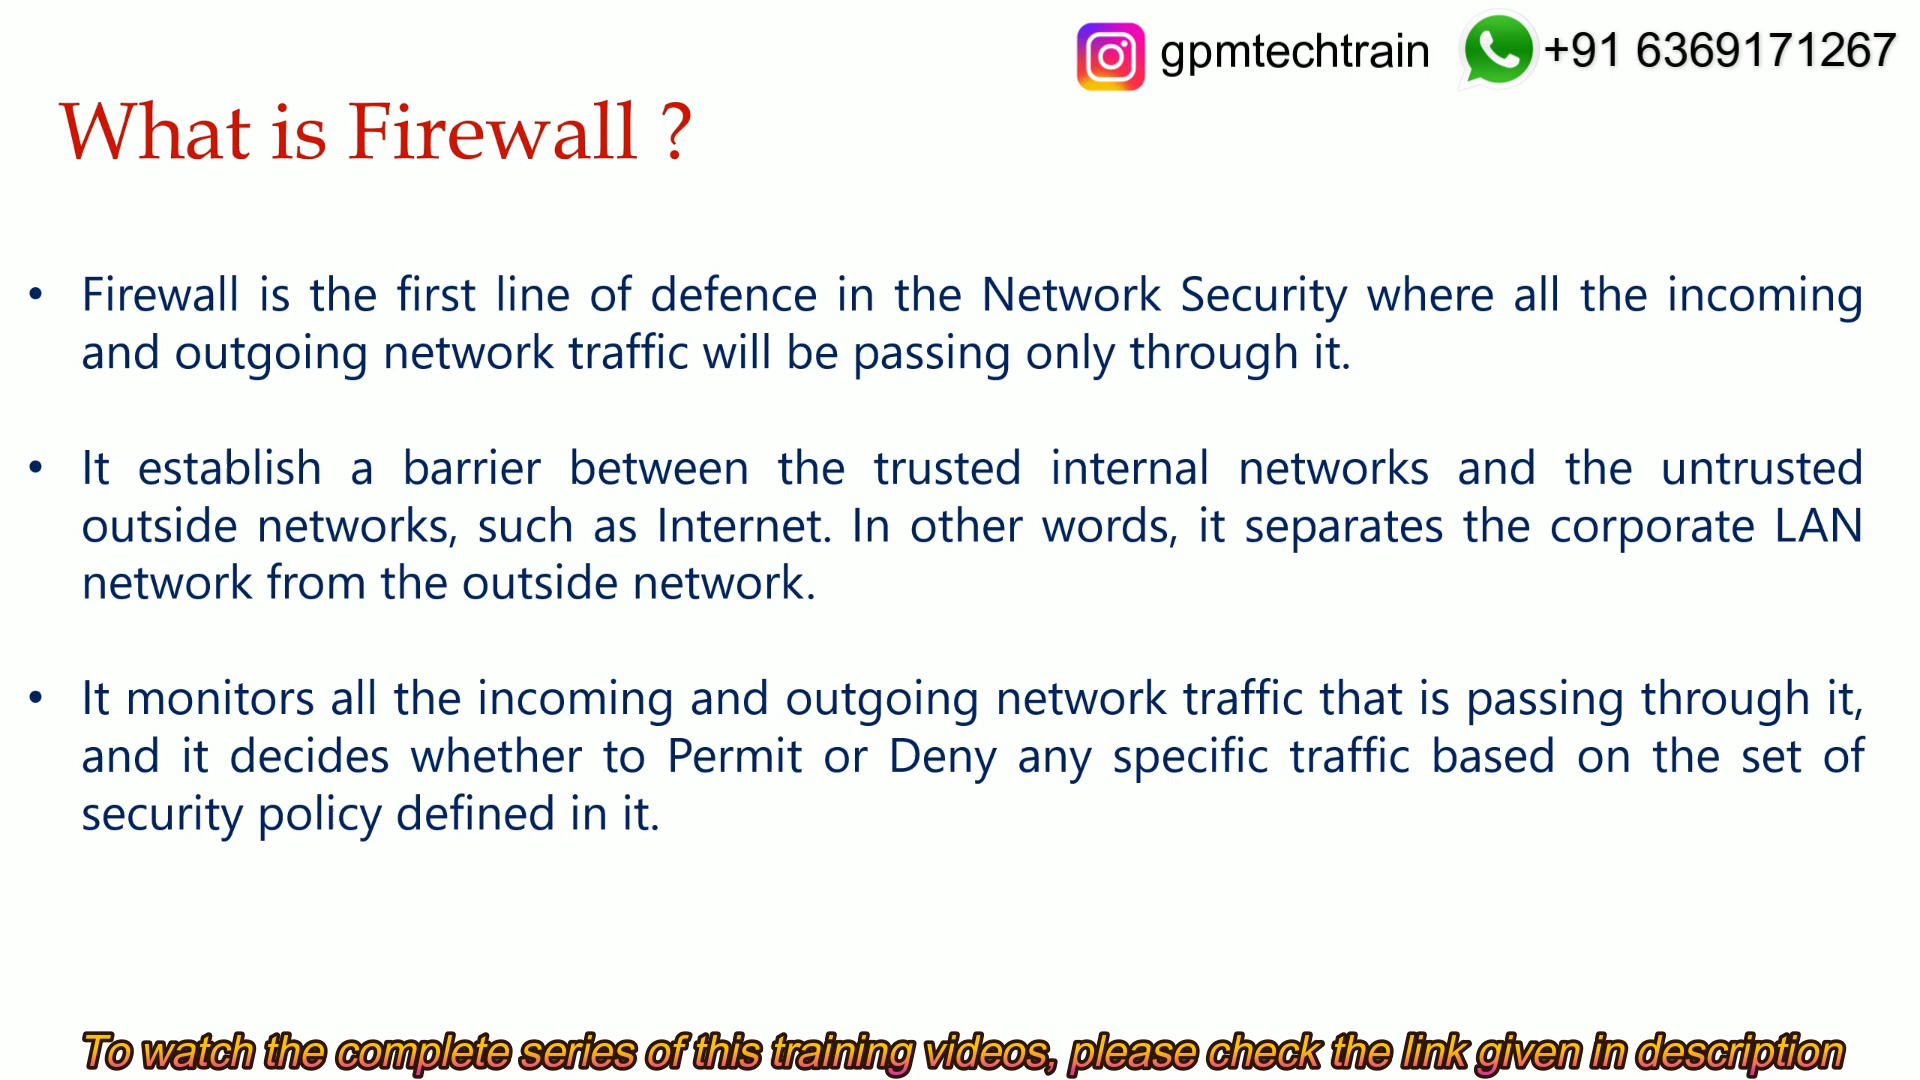 gpmtechtrain +91 6369171267
What is Firewall ?
• Firewall is the first line of defence in the Network Security where all the incoming
and outgoing network traffic will be passing only through it.
• It establish a barrier between the trusted internal networks and the untrusted
outside networks, such as Internet. In other words, it separates the corporate LAN
network from the outside network.
• It monitors all the incoming and outgoing network traffic that is passing through it,
and it decides whether to Permit or Deny any specific traffic based on the set of
security policy defined in it.
To watch the complete series of this training videos, please check the link given in description